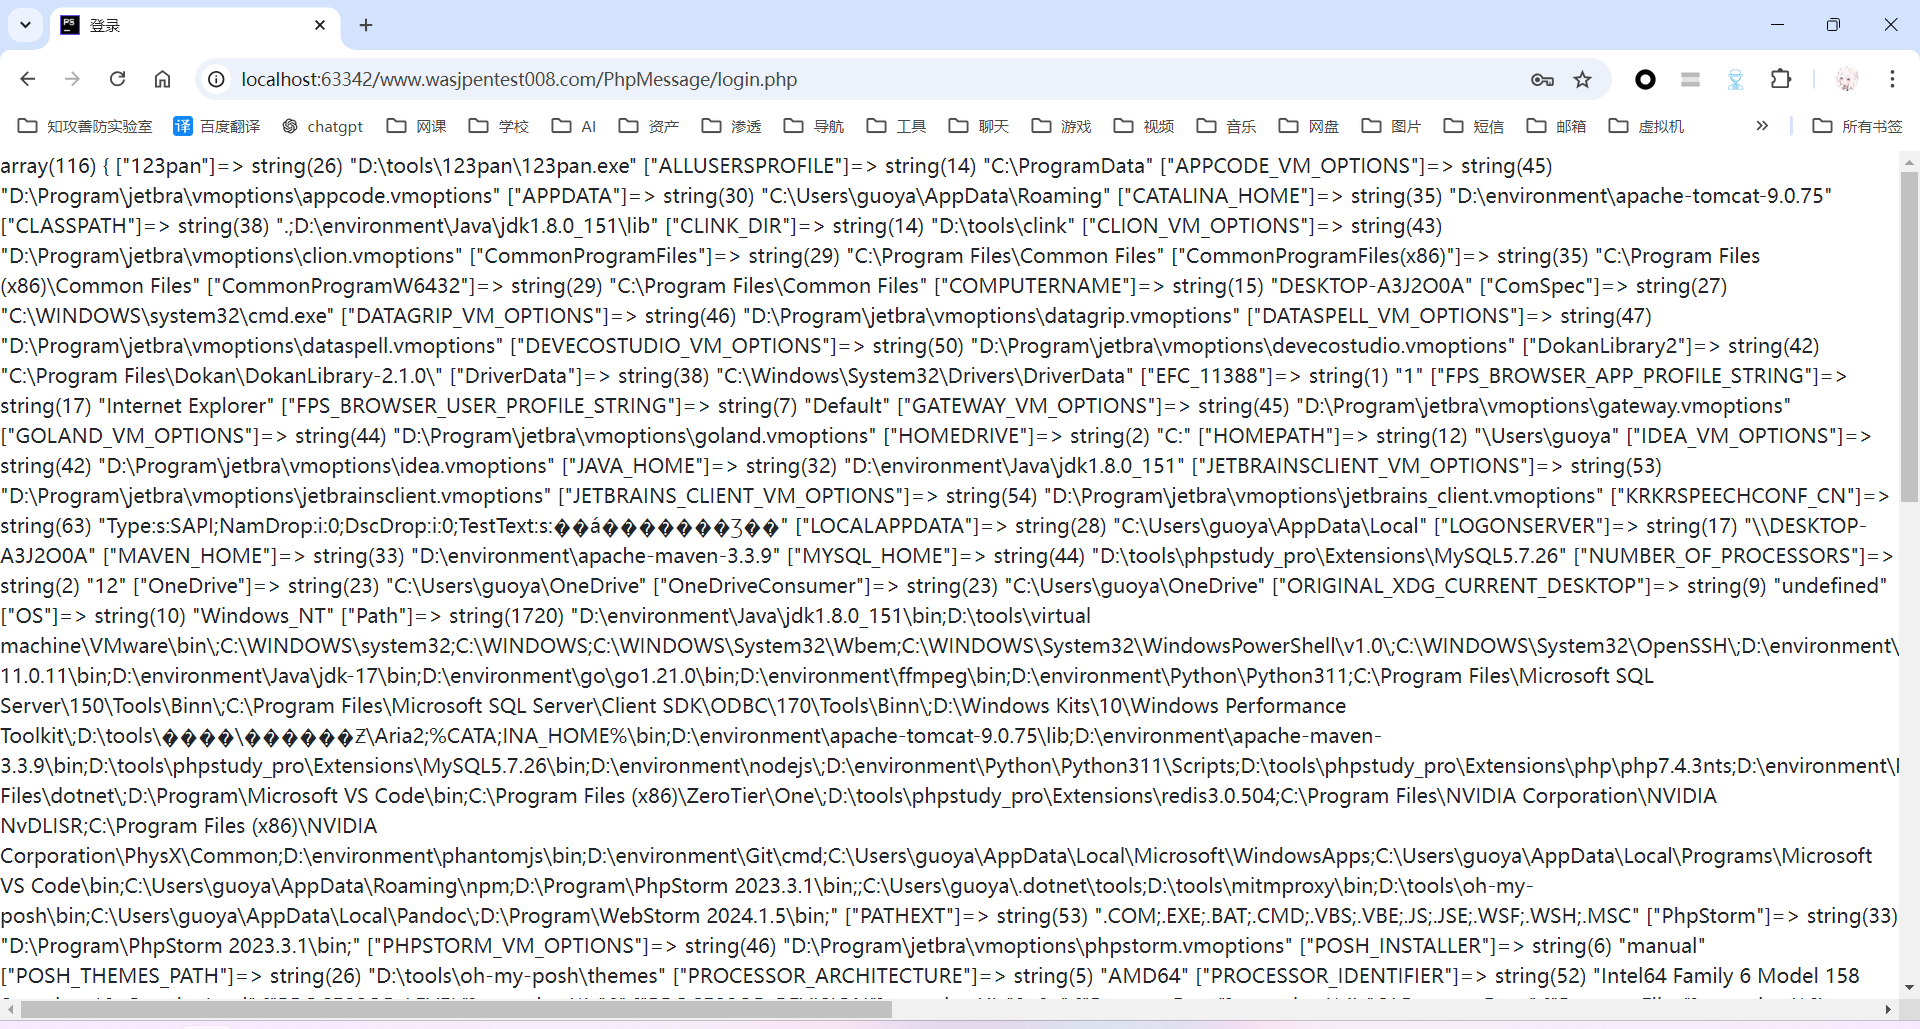 登录
localhost:63342/www.wasjpentest008.com/PhpMessage/login.php
知攻善防实验室 译 百度翻译 chatgpt 网课 学校 AI 资产 渗透 导航 工具 聊天 游戏 视频 音乐 网盘 图片 短信 邮箱 虚拟机 » 所有书签
array(116) { ["123pan"]=> string(26) "D:\tools\123pan\123pan.exe" ["ALLUSERSPROFILE"]=> string(14) "C:\ProgramData" ["APPCODE_VM_OPTIONS"]=> string(45)
"D:\Program\jetbra\vmoptions\appcode.vmoptions" ["APPDATA"]=> string(30) "C:\Users\guoya\AppData\Roaming" ["CATALINA_HOME"]=> string(35) "D:\environment\apache-tomcat-9.0.75"
["CLASSPATH"]=> string(38) ".;D:\environment\Java\jdk1.8.0_151\lib" ["CLINK_DIR"]=> string(14) "D:\tools\clink" ["CLION_VM_OPTIONS"]=> string(43)
"D:\Program\jetbra\vmoptions\clion.vmoptions" ["CommonProgramFiles"]=> string(29) "C:\Program Files\Common Files" ["CommonProgramFiles(x86)"]=> string(35) "C:\Program Files
(x86)\Common Files" ["CommonProgramW6432"]=> string(29) "C:\Program Files\Common Files" ["COMPUTERNAME"]=> string(15) "DESKTOP-A3J2O0A" ["ComSpec"]=> string(27)
"C:\WINDOWS\system32\cmd.exe" ["DATAGRIP_VM_OPTIONS"]=> string(46) "D:\Program\jetbra\vmoptions\datagrip.vmoptions" ["DATASPELL_VM_OPTIONS"]=> string(47)
"D:\Program\jetbra\vmoptions\dataspell.vmoptions" ["DEVECOSTUDIO_VM_OPTIONS"]=> string(50) "D:\Program\jetbra\vmoptions\devecostudio.vmoptions" ["DokanLibrary2"]=> string(42)
"C:\Program Files\Dokan\DokanLibrary-2.1.0\" ["DriverData"]=> string(38) "C:\Windows\System32\Drivers\DriverData" ["EFC_11388"]=> string(1) "1" ["FPS_BROWSER_APP_PROFILE_STRING"]=>
string(17) "Internet Explorer" ["FPS_BROWSER_USER_PROFILE_STRING"]=> string(7) "Default" ["GATEWAY_VM_OPTIONS"]=> string(45) "D:\Program\jetbra\vmoptions\gateway.vmoptions"
["GOLAND_VM_OPTIONS"]=> string(44) "D:\Program\jetbra\vmoptions\goland.vmoptions" ["HOMEDRIVE"]=> string(2) "C:" ["HOMEPATH"]=> string(12) "\Users\guoya" ["IDEA_VM_OPTIONS"]=>
string(42) "D:\Program\jetbra\vmoptions\idea.vmoptions" ["JAVA_HOME"]=> string(32) "D:\environment\Java\jdk1.8.0_151" ["JETBRAINSCLIENT_VM_OPTIONS"]=> string(53)
"D:\Program\jetbra\vmoptions\jetbrainsclient.vmoptions" ["JETBRAINS_CLIENT_VM_OPTIONS"]=> string(54) "D:\Program\jetbra\vmoptions\jetbrains_client.vmoptions" ["KRKRSPEECHCONF_CN"]=>
string(63) "Type:s:SAPI;NamDrop:i:0;DscDrop:i:0;TestText:s:��á�������Ʒ��" ["LOCALAPPDATA"]=> string(28) "C:\Users\guoya\AppData\Local" ["LOGONSERVER"]=> string(17) "\\DESKTOP-
A3J2O0A" ["MAVEN_HOME"]=> string(33) "D:\environment\apache-maven-3.3.9" ["MYSQL_HOME"]=> string(44) "D:\tools\phpstudy_pro\Extensions\MySQL5.7.26" ["NUMBER_OF_PROCESSORS"]=>
string(2) "12" ["OneDrive"]=> string(23) "C:\Users\guoya\OneDrive" ["OneDriveConsumer"]=> string(23) "C:\Users\guoya\OneDrive" ["ORIGINAL_XDG_CURRENT_DESKTOP"]=> string(9) "undefined"
["OS"]=> string(10) "Windows_NT" ["Path"]=> string(1720) "D:\environment\Java\jdk1.8.0_151\bin;D:\tools\virtual
machine\VMware\bin\;C:\WINDOWS\system32;C:\WINDOWS;C:\WINDOWS\System32\Wbem;C:\WINDOWS\System32\WindowsPowerShell\v1.0\;C:\WINDOWS\System32\OpenSSH\;D:\environment\
11.0.11\bin;D:\environment\Java\jdk-17\bin;D:\environment\go\go1.21.0\bin;D:\environment\ffmpeg\bin;D:\environment\Python\Python311;C:\Program Files\Microsoft SQL
Server\150\Tools\Binn\;C:\Program Files\Microsoft SQL Server\Client SDK\ODBC\170\Tools\Binn\;D:\Windows Kits\10\Windows Performance
Toolkit\;D:\tools\����\������Ƶ\Aria2;%CATA;INA_HOME%\bin;D:\environment\apache-tomcat-9.0.75\lib;D:\environment\apache-maven-
3.3.9\bin;D:\tools\phpstudy_pro\Extensions\MySQL5.7.26\bin;D:\environment\nodejs\;D:\environment\Python\Python311\Scripts;D:\tools\phpstudy_pro\Extensions\php\php7.4.3nts;D:\environment\
Files\dotnet\;D:\Program\Microsoft VS Code\bin;C:\Program Files (x86)\ZeroTier\One\;D:\tools\phpstudy_pro\Extensions\redis3.0.504;C:\Program Files\NVIDIA Corporation\NVIDIA
NvDLISR;C:\Program Files (x86)\NVIDIA
Corporation\PhysX\Common;D:\environment\phantomjs\bin;D:\environment\Git\cmd;C:\Users\guoya\AppData\Local\Microsoft\WindowsApps;C:\Users\guoya\AppData\Local\Programs\Microsoft
VS Code\bin;C:\Users\guoya\AppData\Roaming\npm;D:\Program\PhpStorm 2023.3.1\bin;;C:\Users\guoya\.dotnet\tools;D:\tools\mitmproxy\bin;D:\tools\oh-my-
posh\bin;C:\Users\guoya\AppData\Local\Pandoc\;D:\Program\WebStorm 2024.1.5\bin;" ["PATHEXT"]=> string(53) ".COM;.EXE;.BAT;.CMD;.VBS;.VBE;.JS;.JSE;.WSF;.WSH;.MSC" ["PhpStorm"]=> string(33)
"D:\Program\PhpStorm 2023.3.1\bin;" ["PHPSTORM_VM_OPTIONS"]=> string(46) "D:\Program\jetbra\vmoptions\phpstorm.vmoptions" ["POSH_INSTALLER"]=> string(6) "manual"
["POSH_THEMES_PATH"]=> string(26) "D:\tools\oh-my-posh\themes" ["PROCESSOR_ARCHITECTURE"]=> string(5) "AMD64" ["PROCESSOR_IDENTIFIER"]=> string(52) "Intel64 Family 6 Model 158